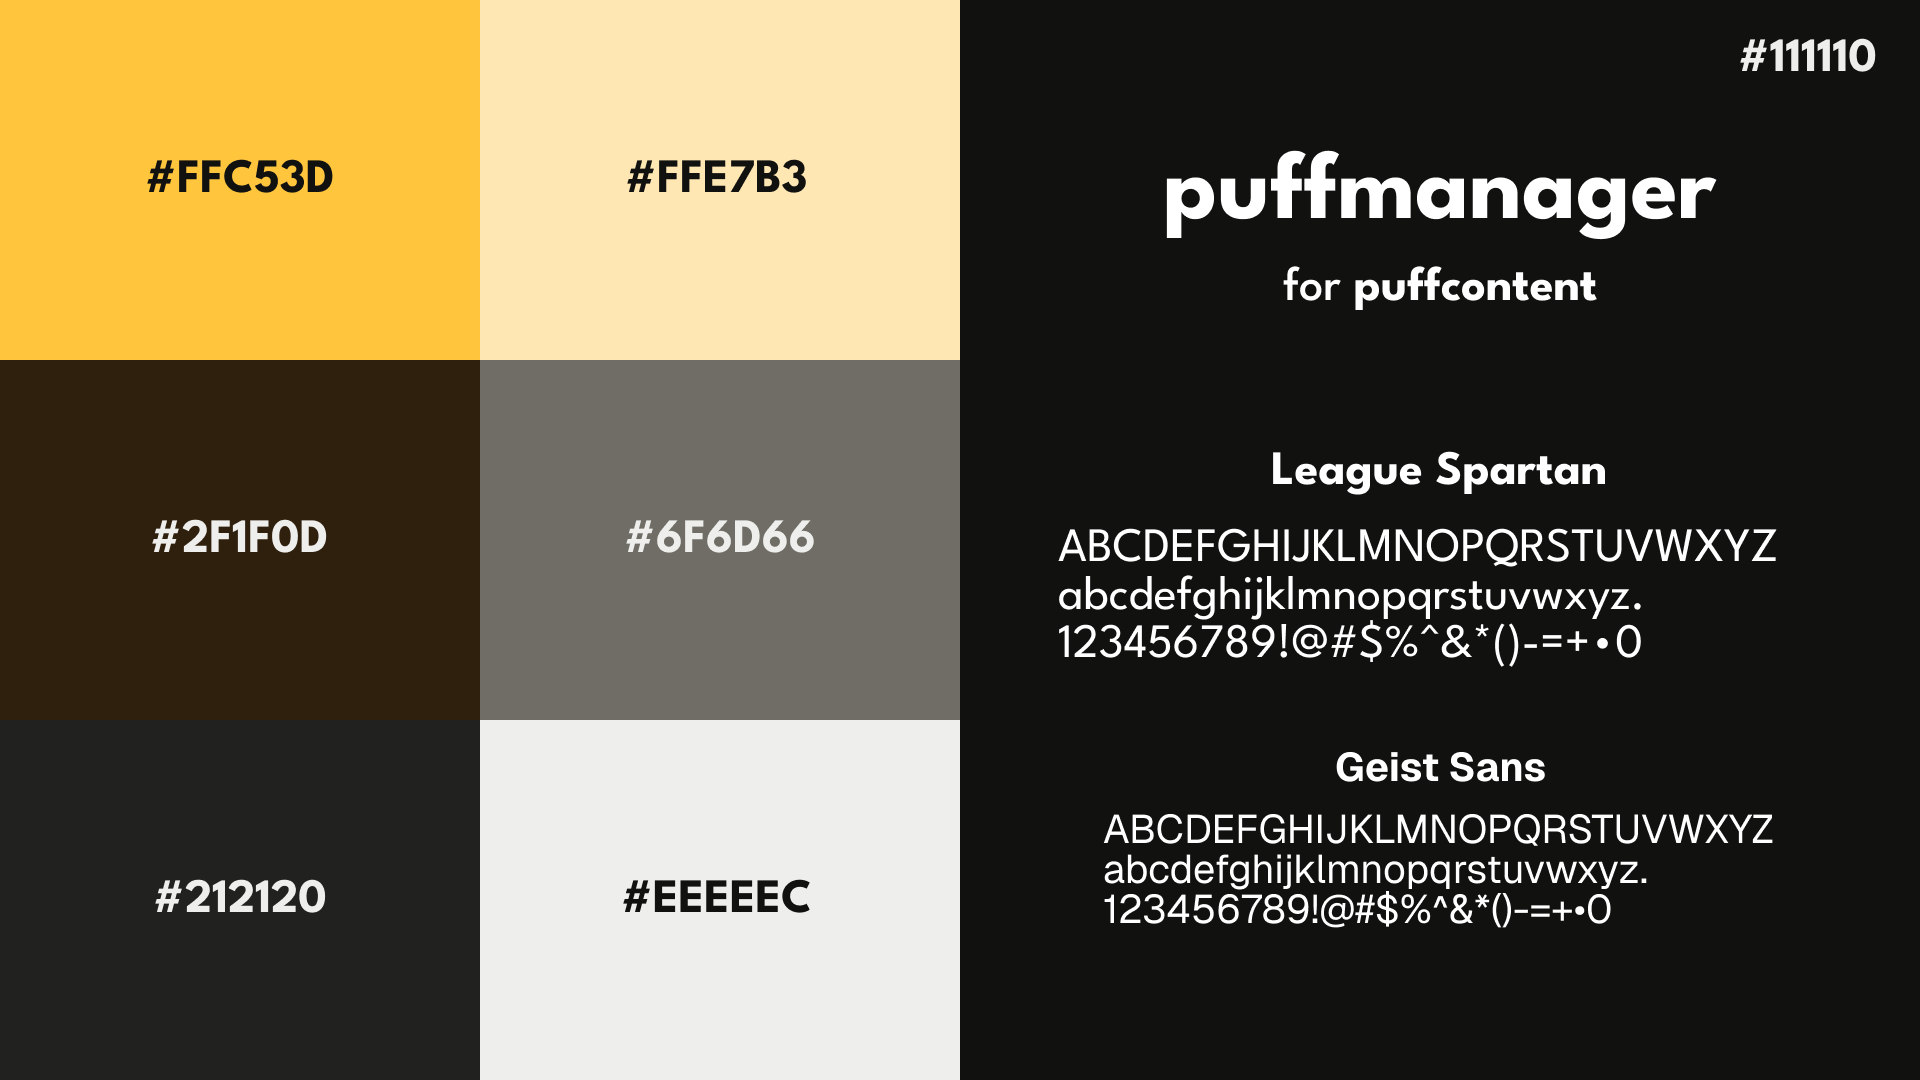 #FFC53D
#FFE7B3
#2F1F0D
#6F6D66
#212120
#EEEEEC
#111110
puffmanager
for puffcontent
League Spartan
ABCDEFGHIJKLMNOPQRSTUVWXYZ
abcdefghijklmnopqrstuvwxyz.
123456789!@#$%^&*()-=+•0
Geist Sans
ABCDEFGHIJKLMNOPQRSTUVWXYZ
abcdefghijklmnopqrstuvwxyz.
123456789!@#$%^&*()-=+•0